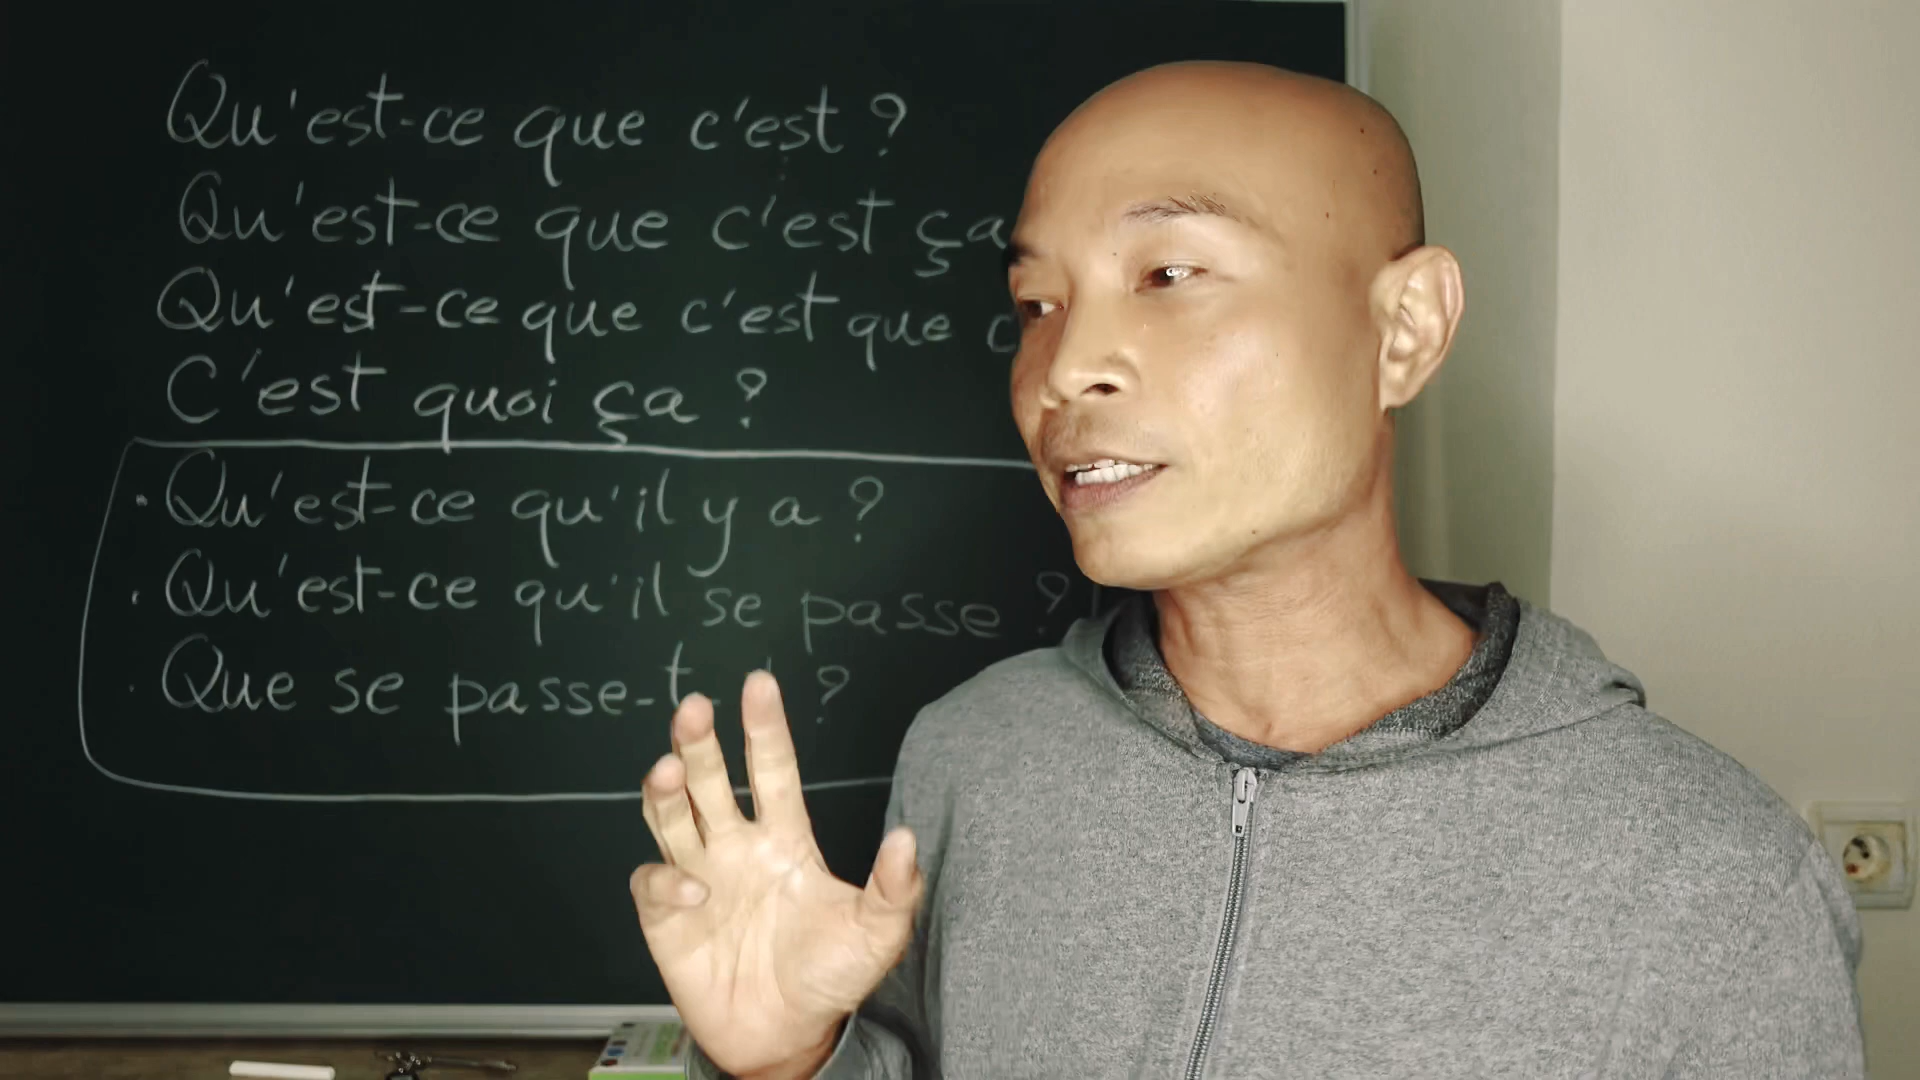 Qu'est-ce que c'est ?
Qu'est-ce que c'est ça
Qu'est-ce que c'est que
C'est quoi ça ?
• Qu'est-ce qu'il y a ?
• Qu'est-ce qu'il se passe ?
• Que se passe-t ?